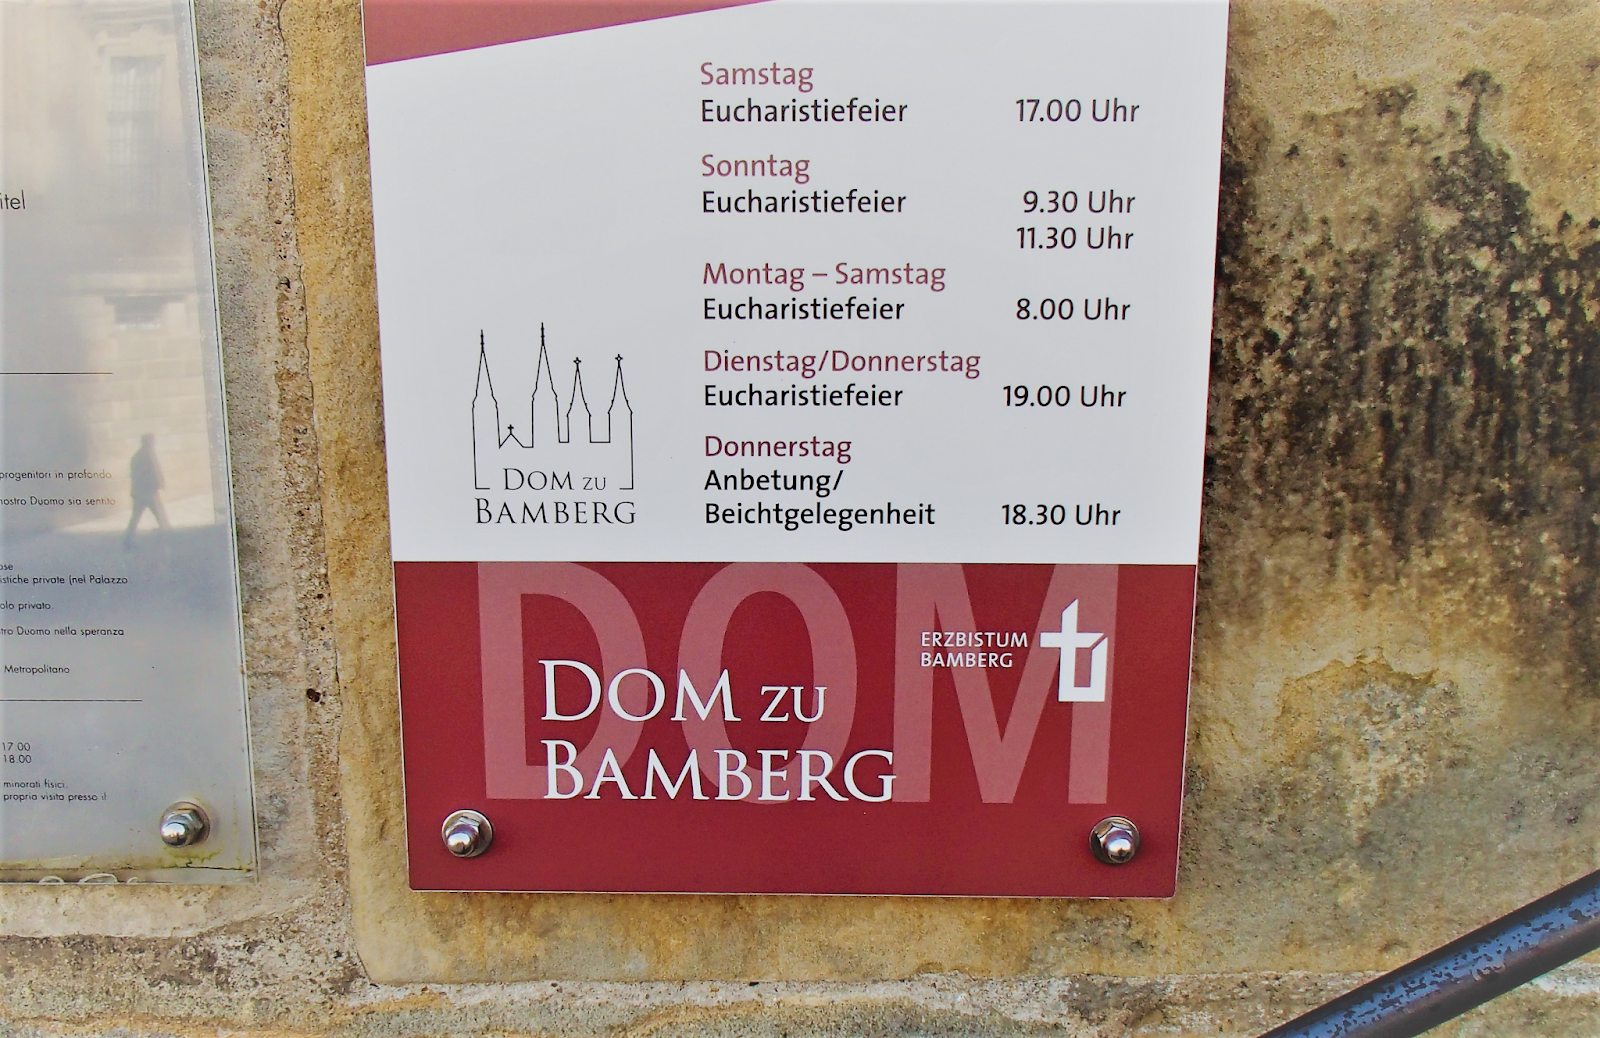 itel
progenitori in profondo
nostro Duomo sia sentito
istiche private (nel Palazzo
privato.
Duomo nella speranza
Metropolitano
17 00
18.00
minorati fisici.
propria visita presso il
Samstag
Eucharistiefeier 17.00 Uhr
Sonntag
Eucharistiefeier 9.30 Uhr
11.30 Uhr
Montag – Samstag
Eucharistiefeier 8.00 Uhr
Dienstag/Donnerstag
Eucharistiefeier 19.00 Uhr
Donnerstag
Anbetung/
Beichtgelegenheit 18.30 Uhr
DOM ZU
BAMBERG
DOM
ERZBISTUM
BAMBERG
DOM ZU
BAMBERG